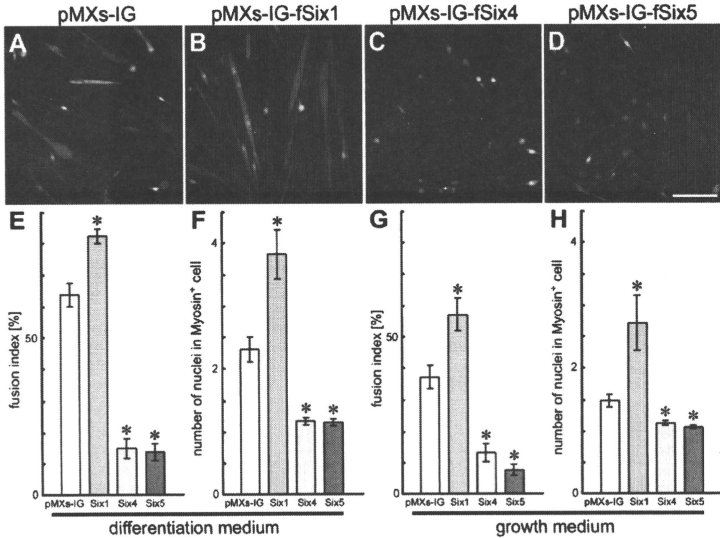 pMXs-IG pMXs-IG-fSix1 pMXs-IG-fSix4 pMXs-IG-fSix5
A B C D
E
*
fusion index [%]
50
0
pMXs-IG Six1 Six4 Six5
*
*
F
*
number of nuclei in Myosin⁺ cell
4
2
0
pMXs-IG Six1 Six4 Six5
*
*
differentiation medium
G
*
fusion index [%]
50
0
pMXs-IG Six1 Six4 Six5
*
*
H
*
number of nuclei in Myosin⁺ cell
4
2
0
pMXs-IG Six1 Six4 Six5
*
*
growth medium